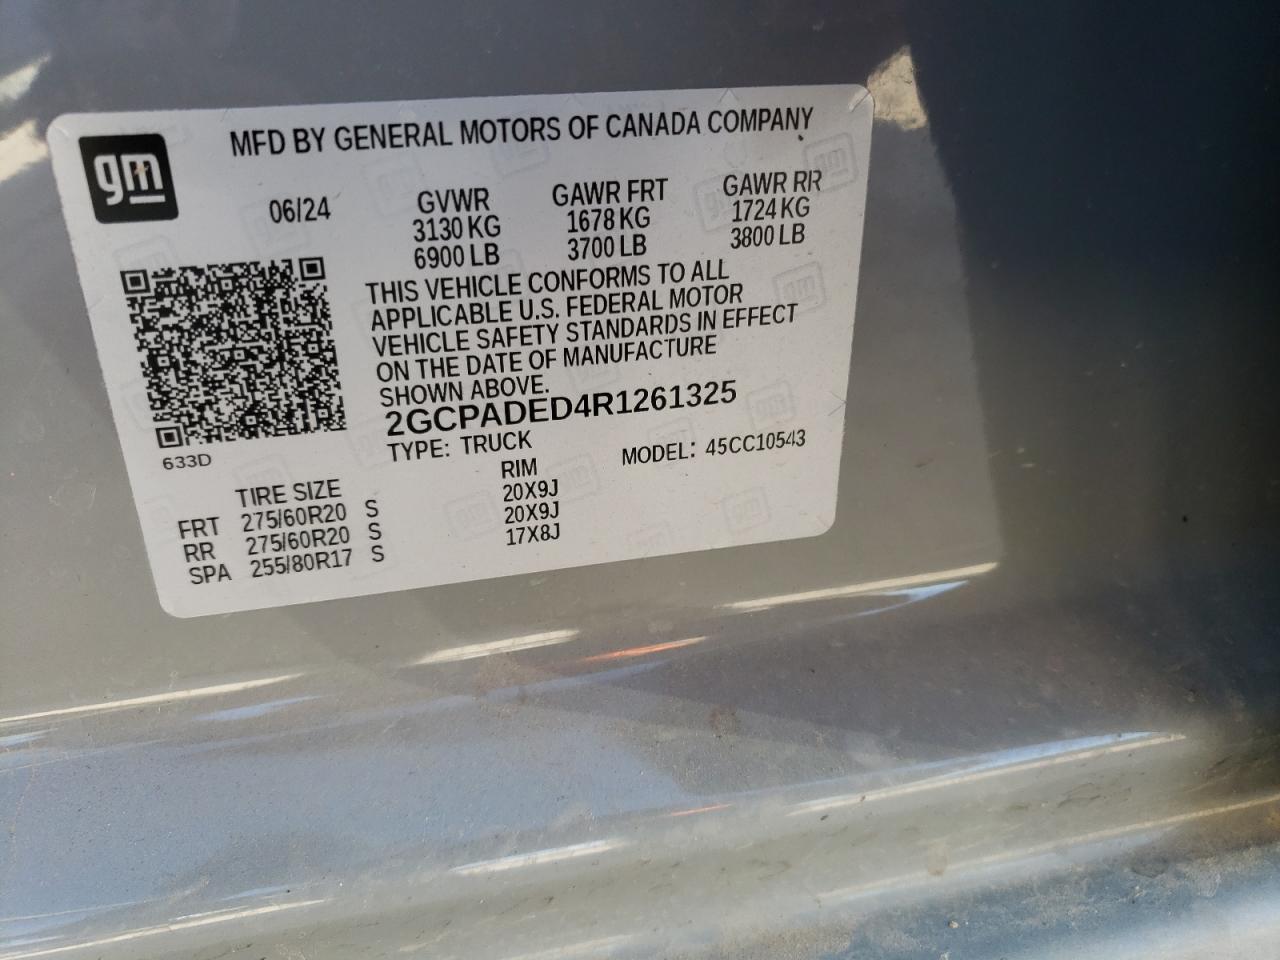 gm
MFD BY GENERAL MOTORS OF CANADA COMPANY
06/24
GVWR
3130 KG
6900 LB
GAWR FRT
1678 KG
3700 LB
GAWR RR
1724 KG
3800 LB
THIS VEHICLE CONFORMS TO ALL
APPLICABLE U.S. FEDERAL MOTOR
VEHICLE SAFETY STANDARDS IN EFFECT
ON THE DATE OF MANUFACTURE
SHOWN ABOVE.
2GCPADED4R1261325
TYPE: TRUCK
MODEL: 45CC10543
633D
TIRE SIZE RIM
FRT 275/60R20 S 20X9J
RR 275/60R20 S 20X9J
SPA 255/80R17 S 17X8J